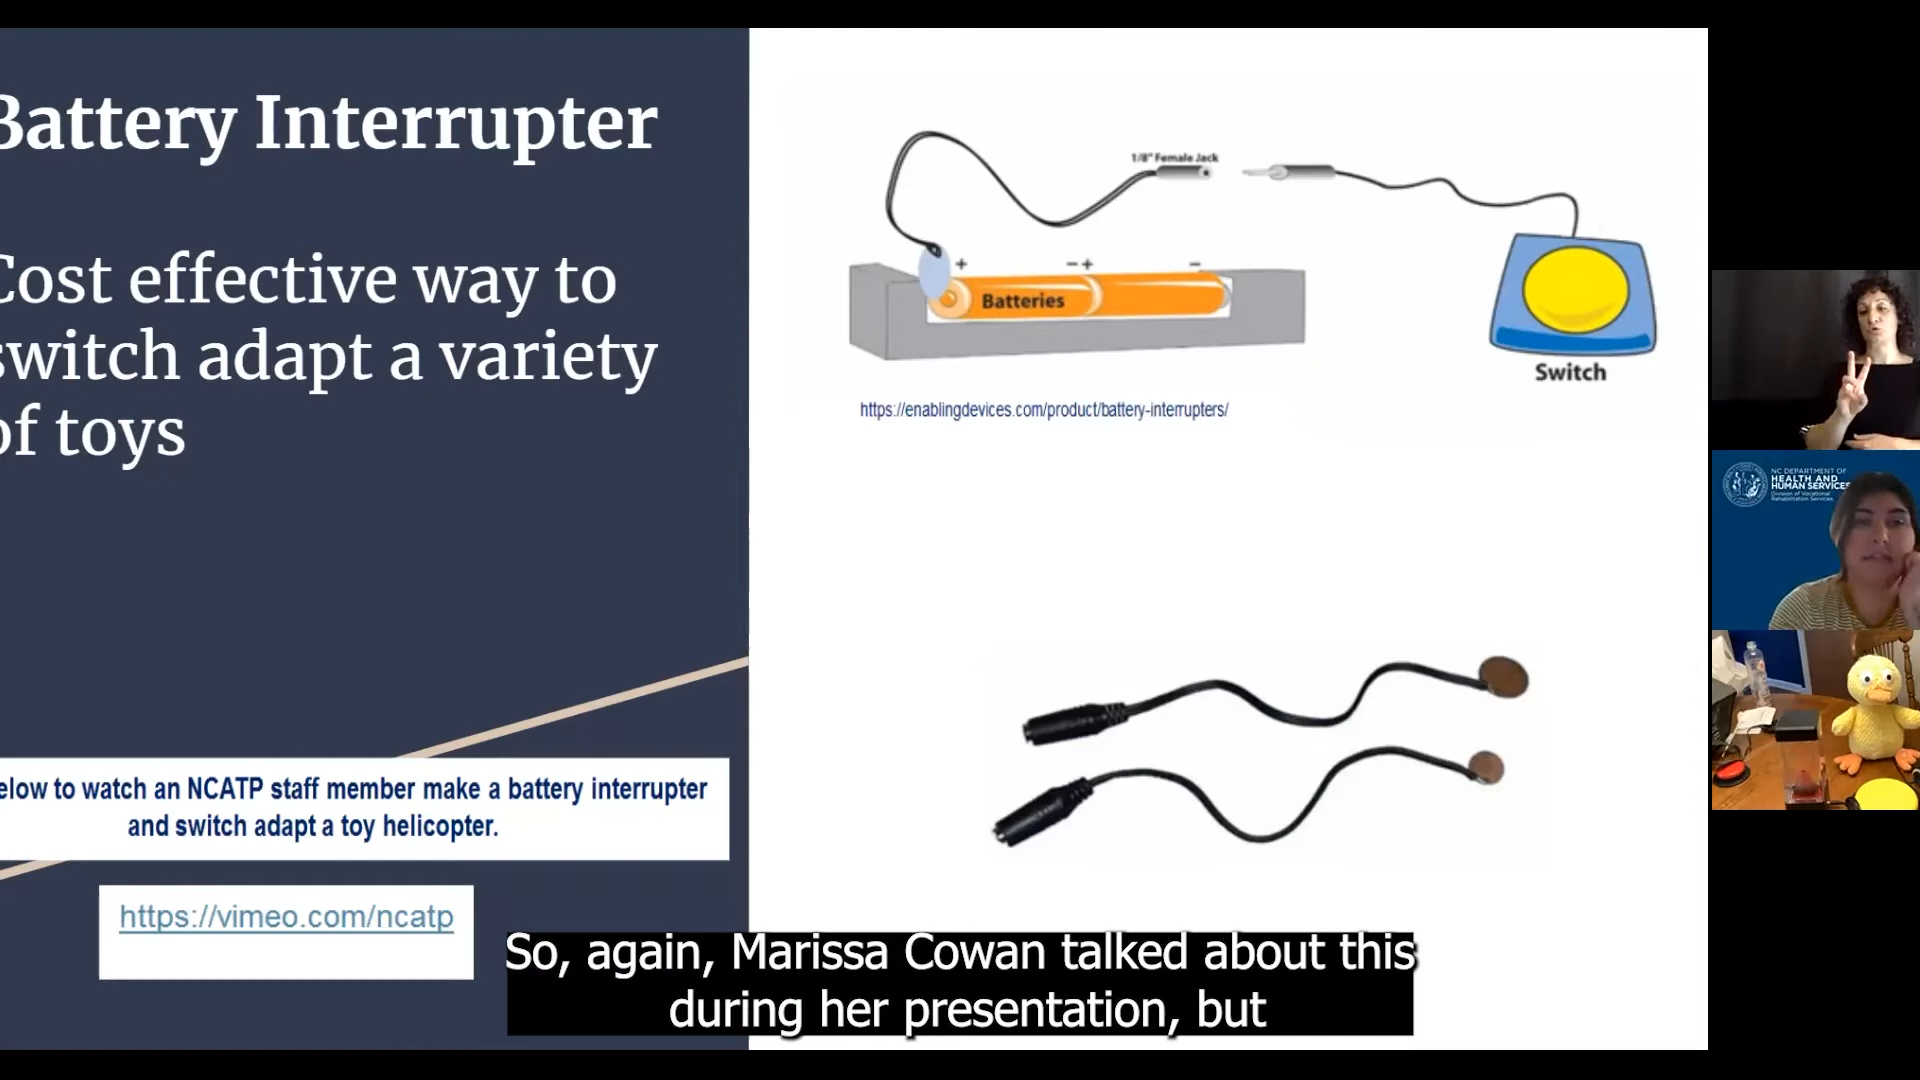 Battery Interrupter
Cost effective way to
switch adapt a variety
of toys
elow to watch an NCATP staff member make a battery interrupter
and switch adapt a toy helicopter.
https://vimeo.com/ncatp
1/8" Female Jack
+ - + -
Batteries
Switch
https://enablingdevices.com/product/battery-interrupters/
NC DEPARTMENT OF
HEALTH AND
HUMAN SERVICES
Division of Vocational
Rehabilitation Services
So, again, Marissa Cowan talked about this
during her presentation, but